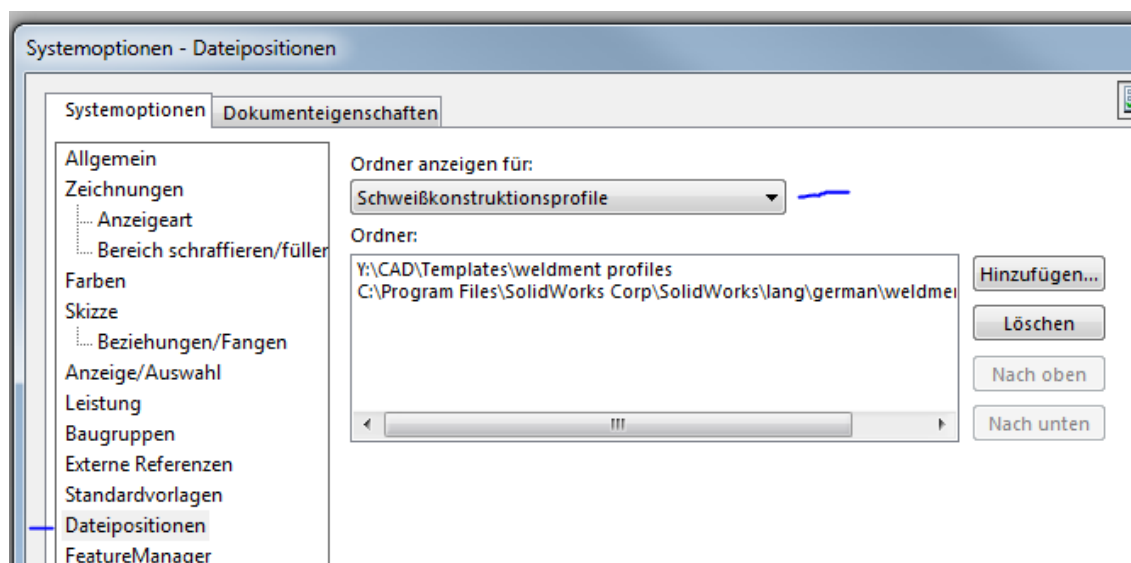 Systemoptionen - Dateipositionen
Systemoptionen Dokumenteigenschaften
Allgemein
Zeichnungen
Anzeigeart
Bereich schraffieren/füller
Farben
Skizze
Beziehungen/Fangen
Anzeige/Auswahl
Leistung
Baugruppen
Externe Referenzen
Standardvorlagen
Dateipositionen
FeatureManager
Ordner anzeigen für:
Schweißkonstruktionsprofile
Ordner:
Y:\CAD\Templates\weldment profiles
C:\Program Files\SolidWorks Corp\SolidWorks\lang\german\weldmer
Hinzufügen...
Löschen
Nach oben
Nach unten